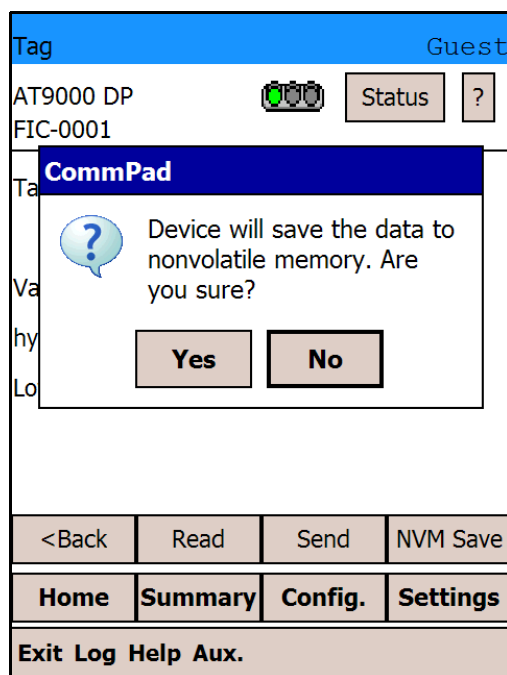 Tag Guest
AT9000 DP Status ?
FIC-0001
CommPad
Device will save the data to
nonvolatile memory. Are
you sure?
Yes No
<Back Read Send NVM Save
Home Summary Config. Settings
Exit Log Help Aux.